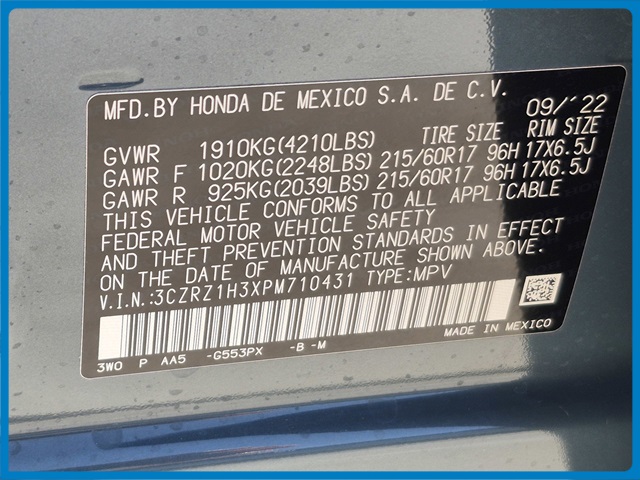 MFD.BY HONDA DE MEXICO S.A. DE C.V. 09/'22
GVWR 1910KG(4210LBS) TIRE SIZE RIM SIZE
GAWR F 1020KG(2248LBS) 215/60R17 96H 17X6.5J
GAWR R 925KG(2039LBS) 215/60R17 96H 17X6.5J
THIS VEHICLE CONFORMS TO ALL APPLICABLE
FEDERAL MOTOR VEHICLE SAFETY
AND THEFT PREVENTION STANDARDS IN EFFECT
ON THE DATE OF MANUFACTURE SHOWN ABOVE.
V.I.N.:3CZRZ1H3XPM710431 TYPE:MPV
MADE IN MEXICO
3W0 P AA5 -G553PX -B -M